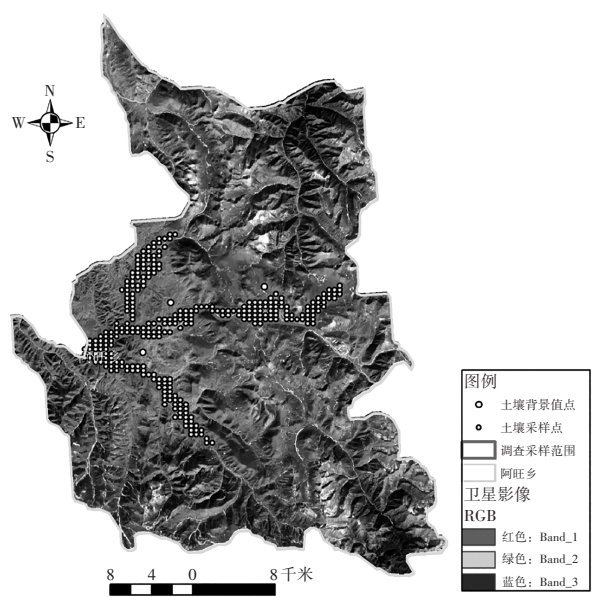 N
W E
S
图例
土壤背景值点
土壤采样点
调查采样范围
阿旺乡
卫星影像
RGB
红色：Band_1
绿色：Band_2
蓝色：Band_3
8 4 0 8千米